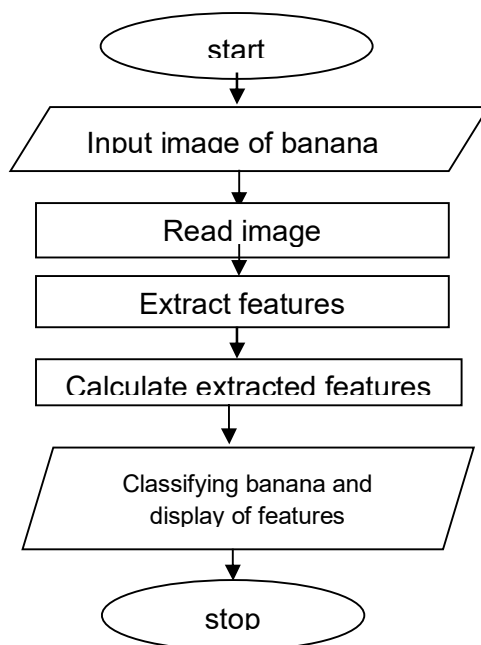 start
Input image of banana
Read image
Extract features
Calculate extracted features
Classifying banana and
display of features
stop